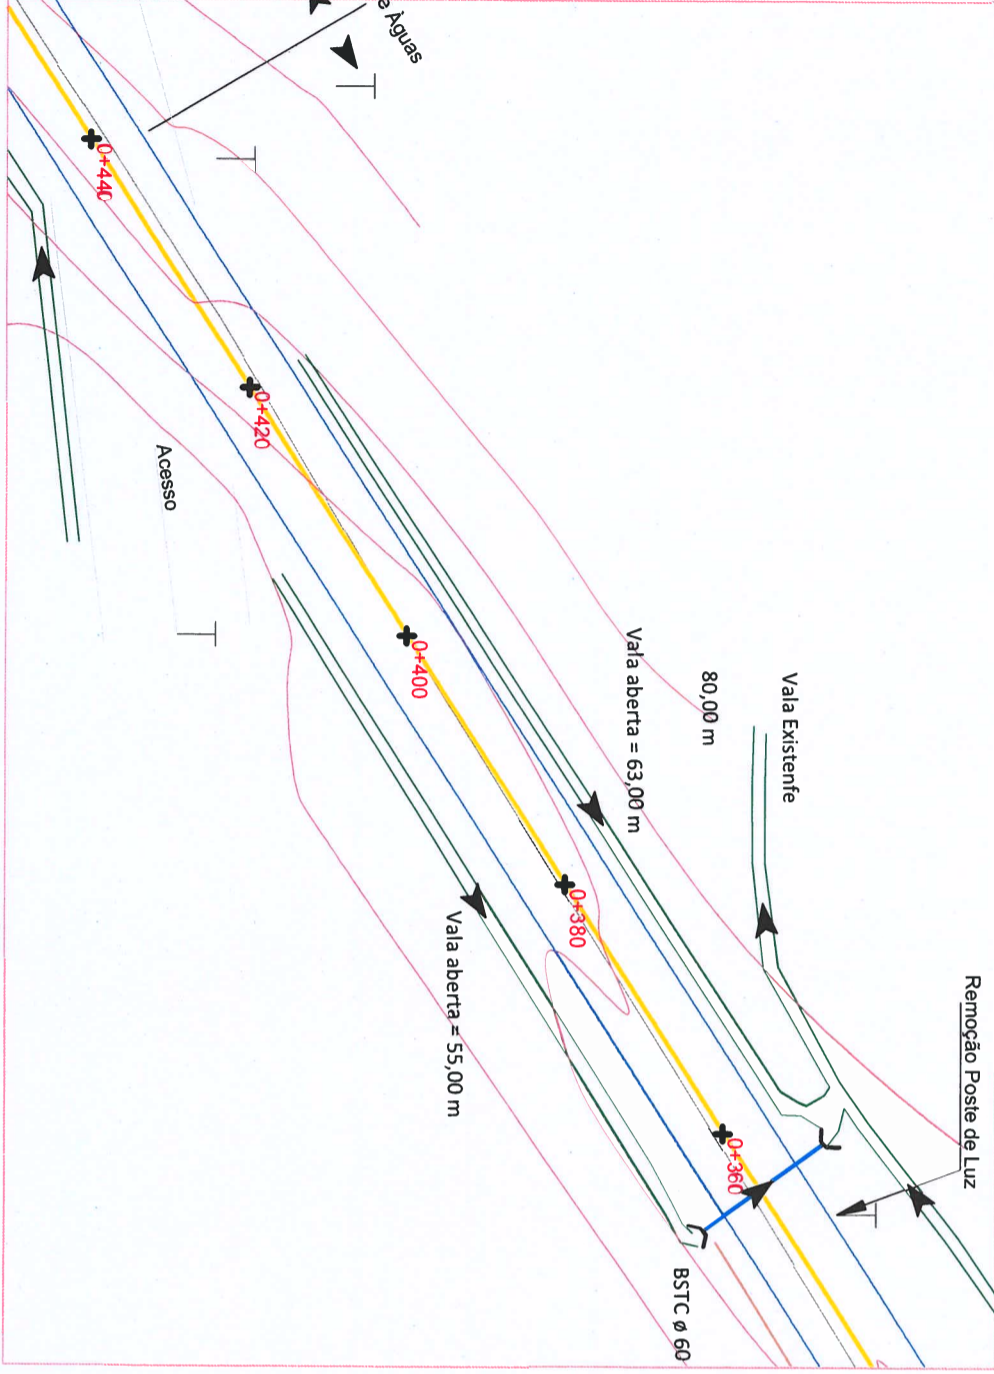 e Àguas
0+440
0+420
Acesso
0+400
Vala aberta = 63,00 m
80,00 m
Vala Existenfe
0+380
Vala aberta = 55,00 m
Remoção Poste de Luz
0+360
BSTC ø 60